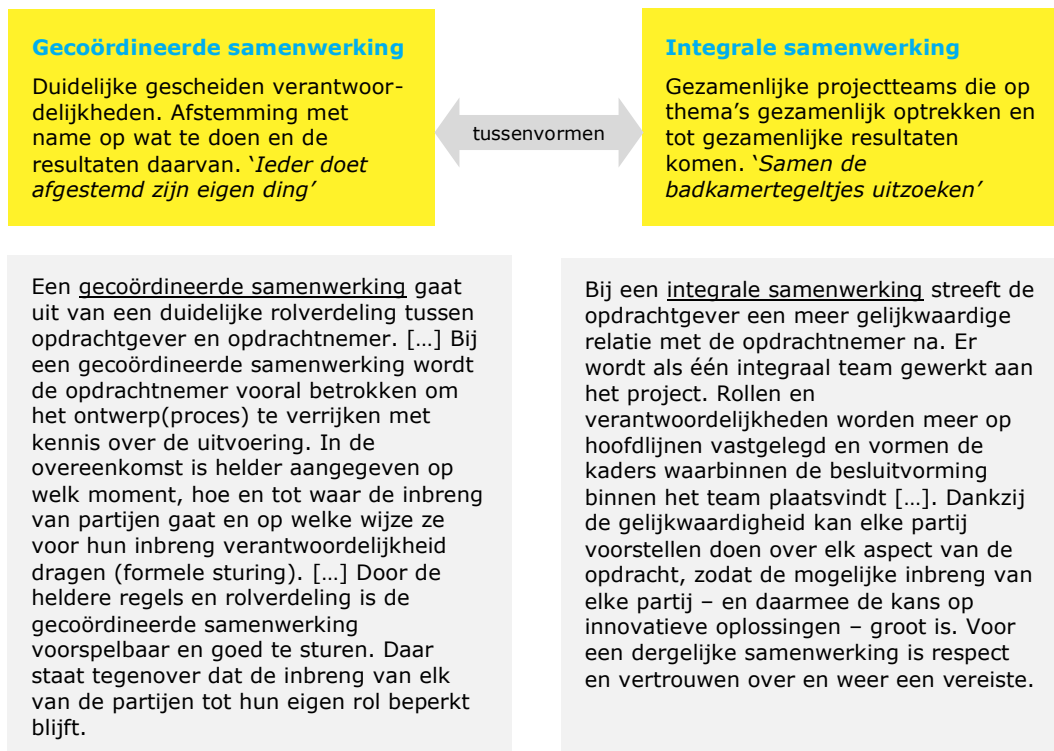 Gecoördineerde samenwerking
Duidelijke gescheiden verantwoor-
delijkheden. Afstemming met
name op wat te doen en de
resultaten daarvan. ‘Ieder doet
afgestemd zijn eigen ding’
tussenvormen
Integrale samenwerking
Gezamenlijke projectteams die op
thema’s gezamenlijk optrekken en
tot gezamenlijke resultaten
komen. ‘Samen de
badkamertegeltjes uitzoeken’
Een gecoördineerde samenwerking gaat
uit van een duidelijke rolverdeling tussen
opdrachtgever en opdrachtnemer. […] Bij
een gecoördineerde samenwerking wordt
de opdrachtnemer vooral betrokken om
het ontwerp(proces) te verrijken met
kennis over de uitvoering. In de
overeenkomst is helder aangegeven op
welk moment, hoe en tot waar de inbreng
van partijen gaat en op welke wijze ze
voor hun inbreng verantwoordelijkheid
dragen (formele sturing). […] Door de
heldere regels en rolverdeling is de
gecoördineerde samenwerking
voorspelbaar en goed te sturen. Daar
staat tegenover dat de inbreng van elk
van de partijen tot hun eigen rol beperkt
blijft.
Bij een integrale samenwerking streeft de
opdrachtgever een meer gelijkwaardige
relatie met de opdrachtnemer na. Er
wordt als één integraal team gewerkt aan
het project. Rollen en
verantwoordelijkheden worden meer op
hoofdlijnen vastgelegd en vormen de
kaders waarbinnen de besluitvorming
binnen het team plaatsvindt […]. Dankzij
de gelijkwaardigheid kan elke partij
voorstellen doen over elk aspect van de
opdracht, zodat de mogelijke inbreng van
elke partij – en daarmee de kans op
innovatieve oplossingen – groot is. Voor
een dergelijke samenwerking is respect
en vertrouwen over en weer een vereiste.